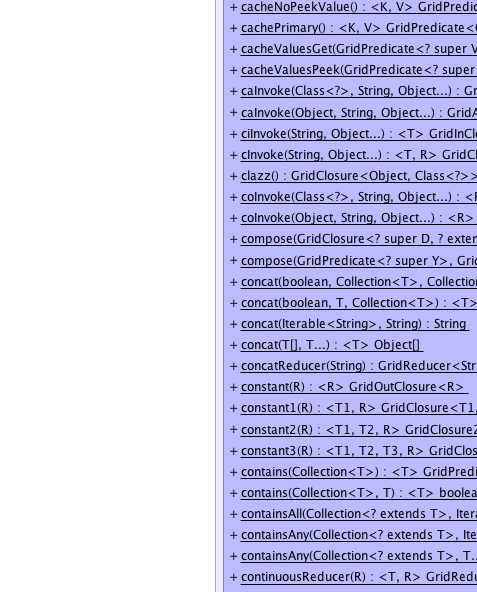 + cacheNoPeekValue() : <K, V> GridPredic
+ cachePrimary() : <K, V> GridPredicate<
+ cacheValuesGet(GridPredicate<? super V
+ cacheValuesPeek(GridPredicate<? super
+ caInvoke(Class<?>, String, Object...) : Gr
+ caInvoke(Object, String, Object...) : GridA
+ ciInvoke(String, Object...) : <T> GridInClo
+ cInvoke(String, Object...) : <T, R> GridCl
+ clazz() : GridClosure<Object, Class<?>>
+ coInvoke(Class<?>, String, Object...) : <F
+ coInvoke(Object, String, Object...) : <R>
+ compose(GridClosure<? super D, ? exten
+ compose(GridPredicate<? super Y>, Grid
+ concat(boolean, Collection<T>, Collection
+ concat(boolean, T, Collection<T>) : <T>
+ concat(Iterable<String>, String) : String
+ concat(T[], T...) : <T> Object[]
+ concatReducer(String) : GridReducer<Str
+ constant(R) : <R> GridOutClosure<R>
+ constant1(R) : <T1, R> GridClosure<T1,
+ constant2(R) : <T1, T2, R> GridClosure2
+ constant3(R) : <T1, T2, T3, R> GridClos
+ contains(Collection<T>) : <T> GridPredi
+ contains(Collection<T>, T) : <T> boolea
+ containsAll(Collection<? extends T>, Itera
+ containsAny(Collection<? extends T>, Ite
+ containsAny(Collection<? extends T>, T..
+ continuousReducer(R) : <T, R> GridRedu